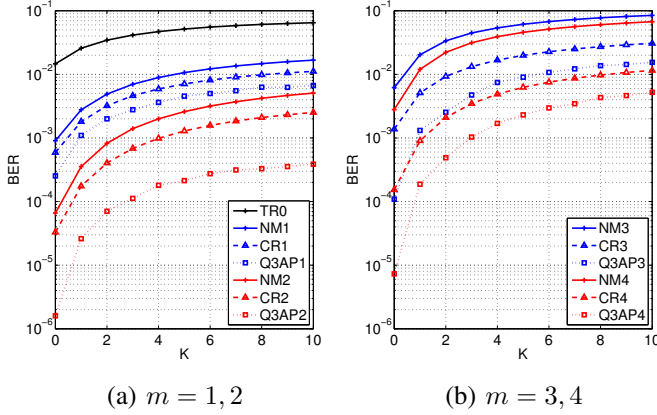 10^{-1}
10^{-2}
10^{-3}
10^{-4}
10^{-5}
10^{-6}
BER
0 2 4 6 8 10
K
TR0
NM1
CR1
Q3AP1
NM2
CR2
Q3AP2
(a) m = 1, 2
10^{-1}
10^{-2}
10^{-3}
10^{-4}
10^{-5}
10^{-6}
BER
0 2 4 6 8 10
K
NM3
CR3
Q3AP3
NM4
CR4
Q3AP4
(b) m = 3, 4